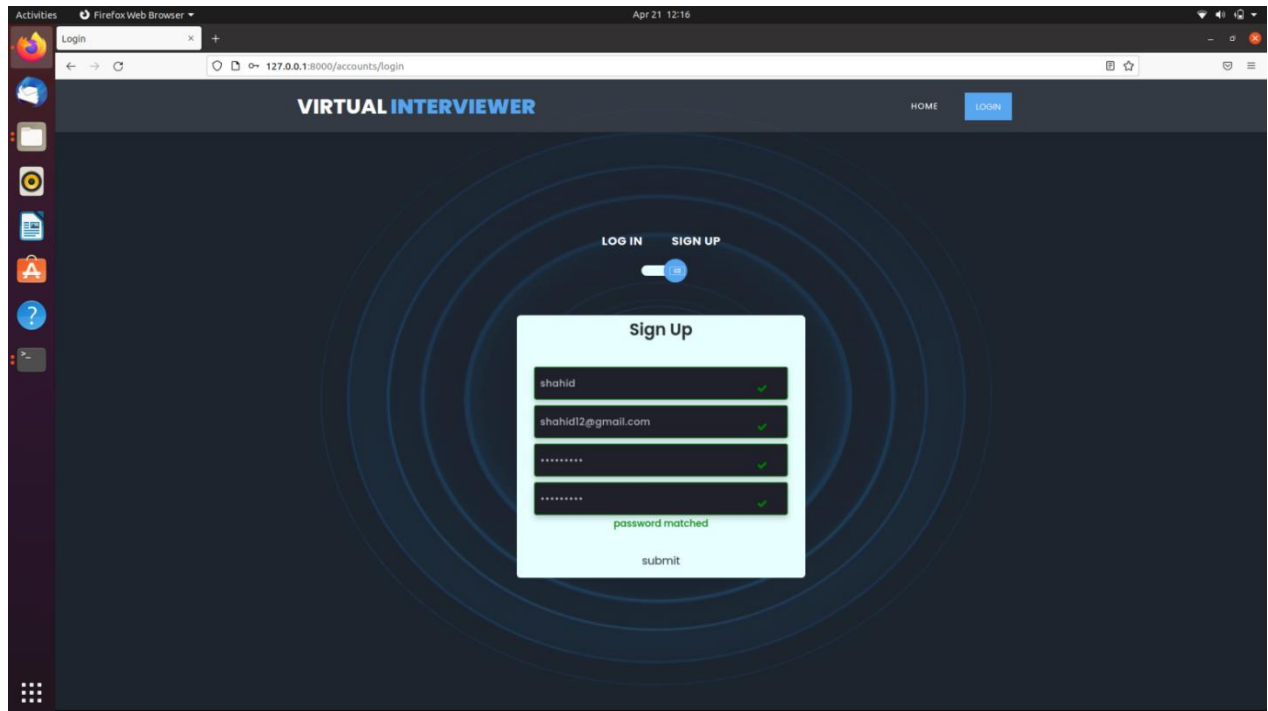 Activities Firefox Web Browser Apr 21 12:16
Login
127.0.0.1:8000/accounts/login
VIRTUAL INTERVIEWER HOME LOGIN
LOG IN SIGN UP
Sign Up
shahid
shahid12@gmail.com
•••••••••
•••••••••
password matched
submit